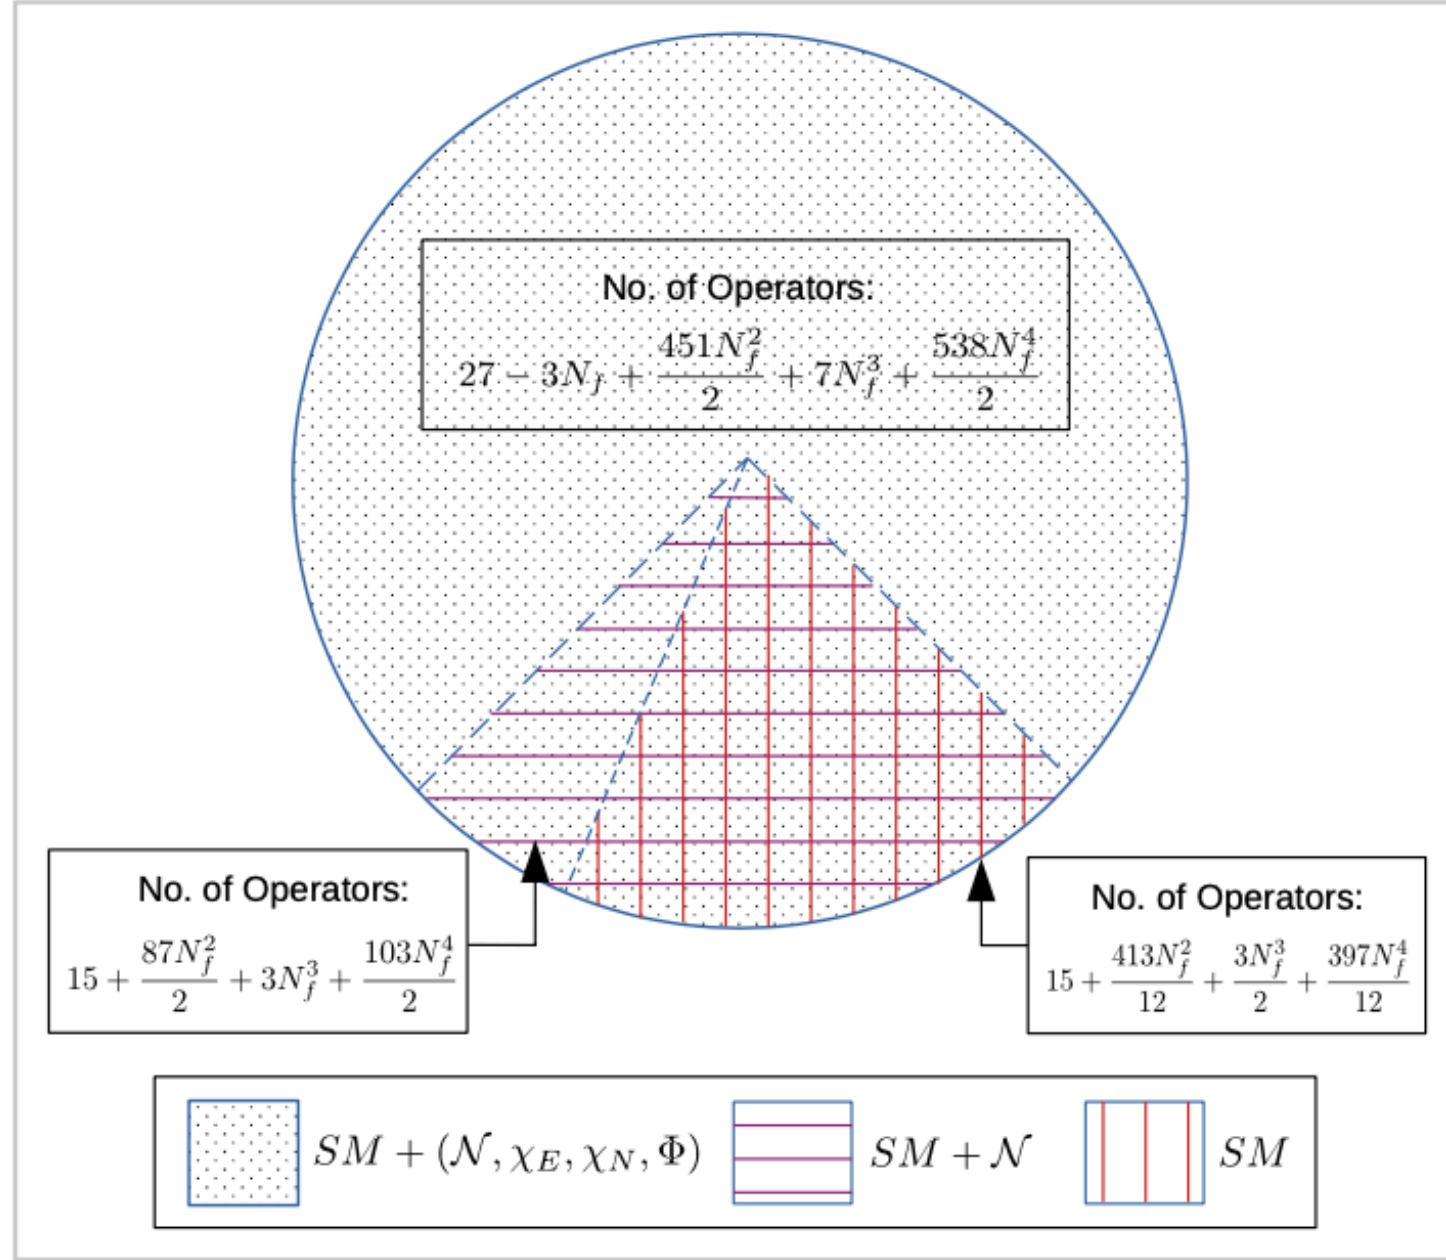 No. of Operators:
27 − 3N_f + 451N_f^2/2 + 7N_f^3 + 538N_f^4/2
No. of Operators:
15 + 87N_f^2/2 + 3N_f^3 + 103N_f^4/2
No. of Operators:
15 + 413N_f^2/12 + 3N_f^3/2 + 397N_f^4/12
SM + (𝒩, χ_E, χ_N, Φ)
SM + 𝒩
SM